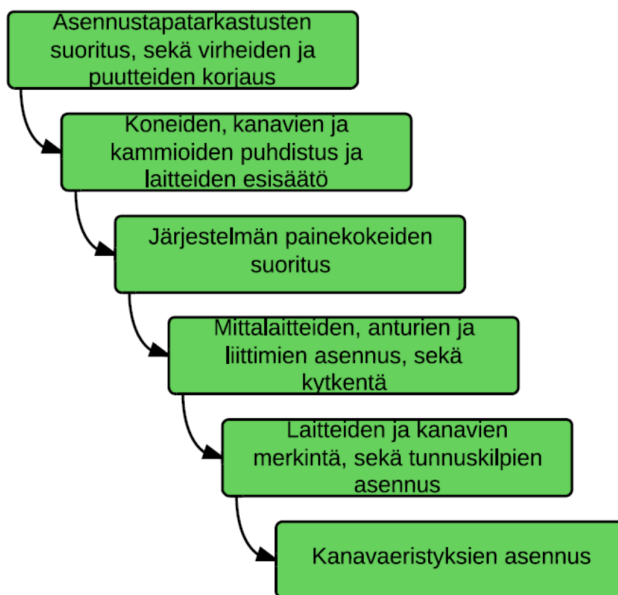 Asennustapatarkastusten
suoritus, sekä virheiden ja
puutteiden korjaus
Koneiden, kanavien ja
kammioiden puhdistus ja
laitteiden esisäätö
Järjestelmän painekokeiden
suoritus
Mittalaitteiden, anturien ja
liittimien asennus, sekä
kytkentä
Laitteiden ja kanavien
merkintä, sekä tunnuskilpien
asennus
Kanavaeristyksien asennus